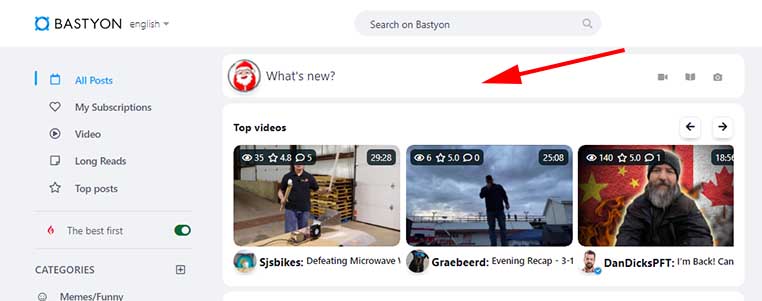 BASTYON english
Search on Bastyon
All Posts
My Subscriptions
Video
Long Reads
Top posts
The best first
CATEGORIES
Memes/Funny
What's new?
Top videos
35 4.8 5 29:28
6 5.0 0 25:08
140 5.0 1 18:56
Sjsbikes: Defeating Microwave
Graebeerd: Evening Recap - 3-1
DanDicksPFT: I'm Back! Can